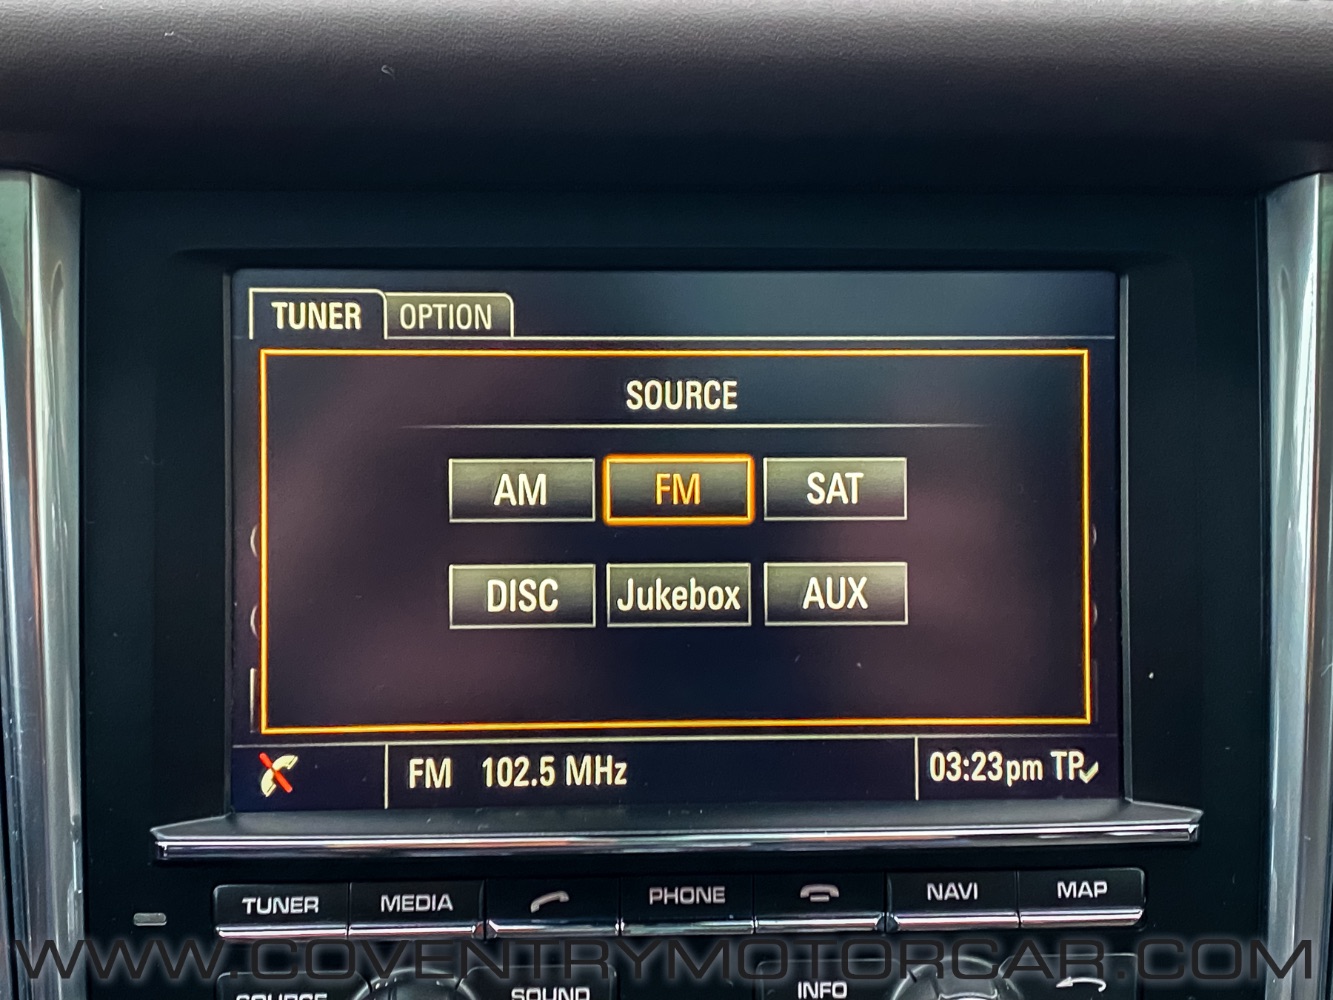 TUNER OPTION
SOURCE
AM FM SAT
DISC Jukebox AUX
FM 102.5 MHz 03:23pm TP
TUNER MEDIA PHONE NAVI MAP
WWW.COVENTRYMOTORCAR.COM
SOURCE SOUND INFO